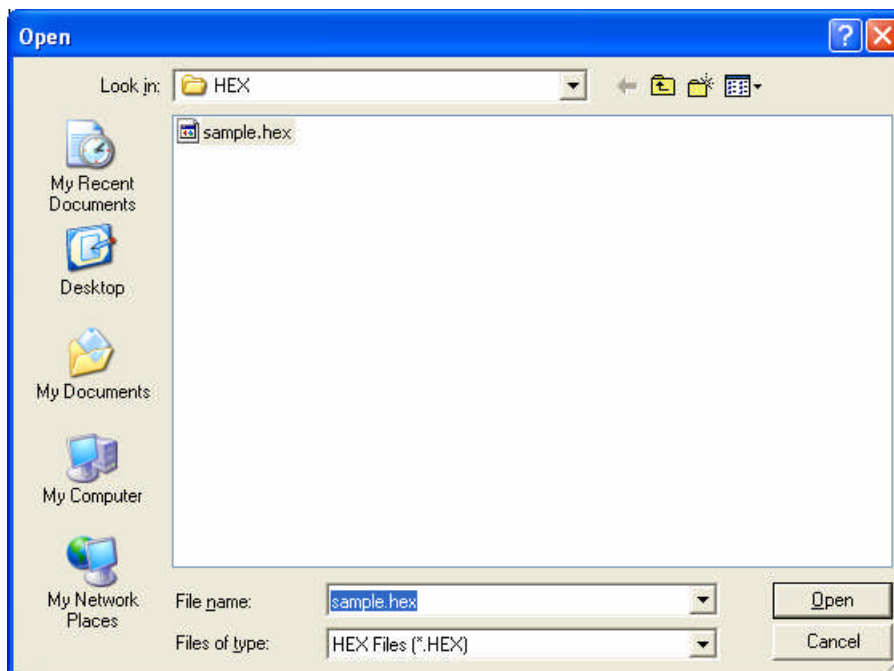 Open
Look in:
HEX
sample.hex
My Recent
Documents
Desktop
My Documents
My Computer
My Network
Places
File name:
sample.hex
Open
Files of type:
HEX Files (*.HEX)
Cancel